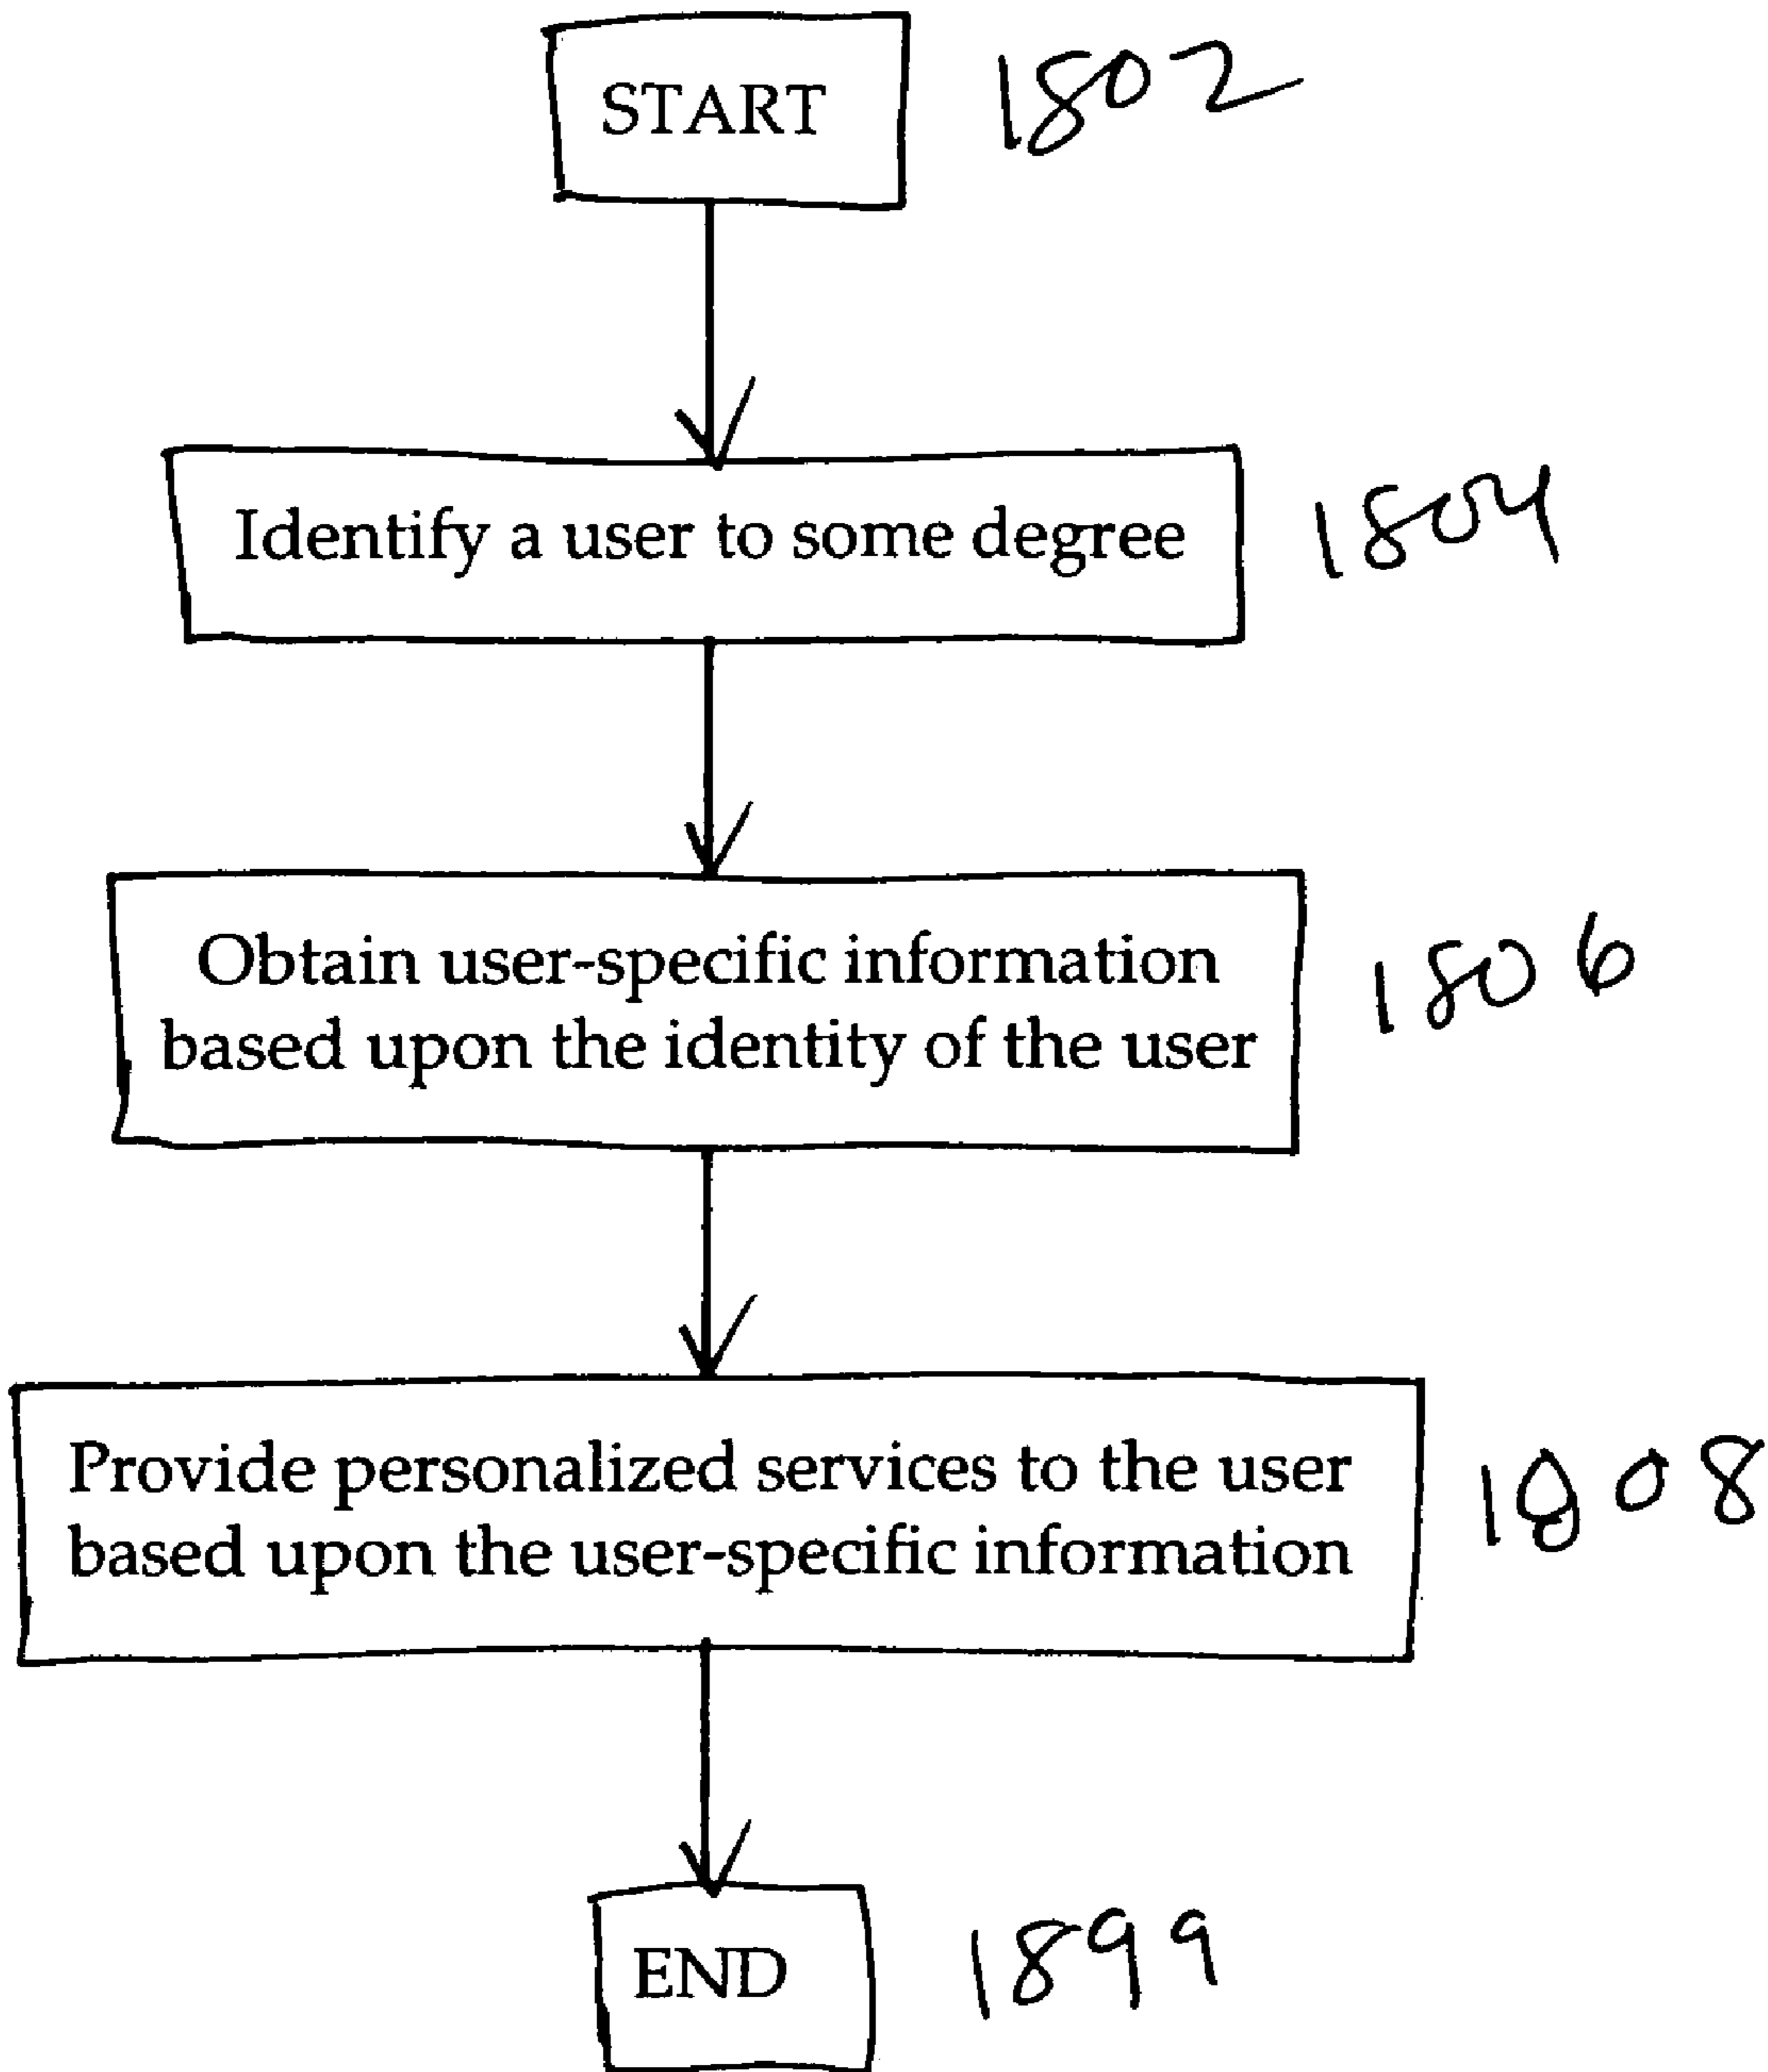 START
1802
Identify a user to some degree
1804
Obtain user-specific information
based upon the identity of the user
1806
Provide personalized services to the user
based upon the user-specific information
1808
END
1899